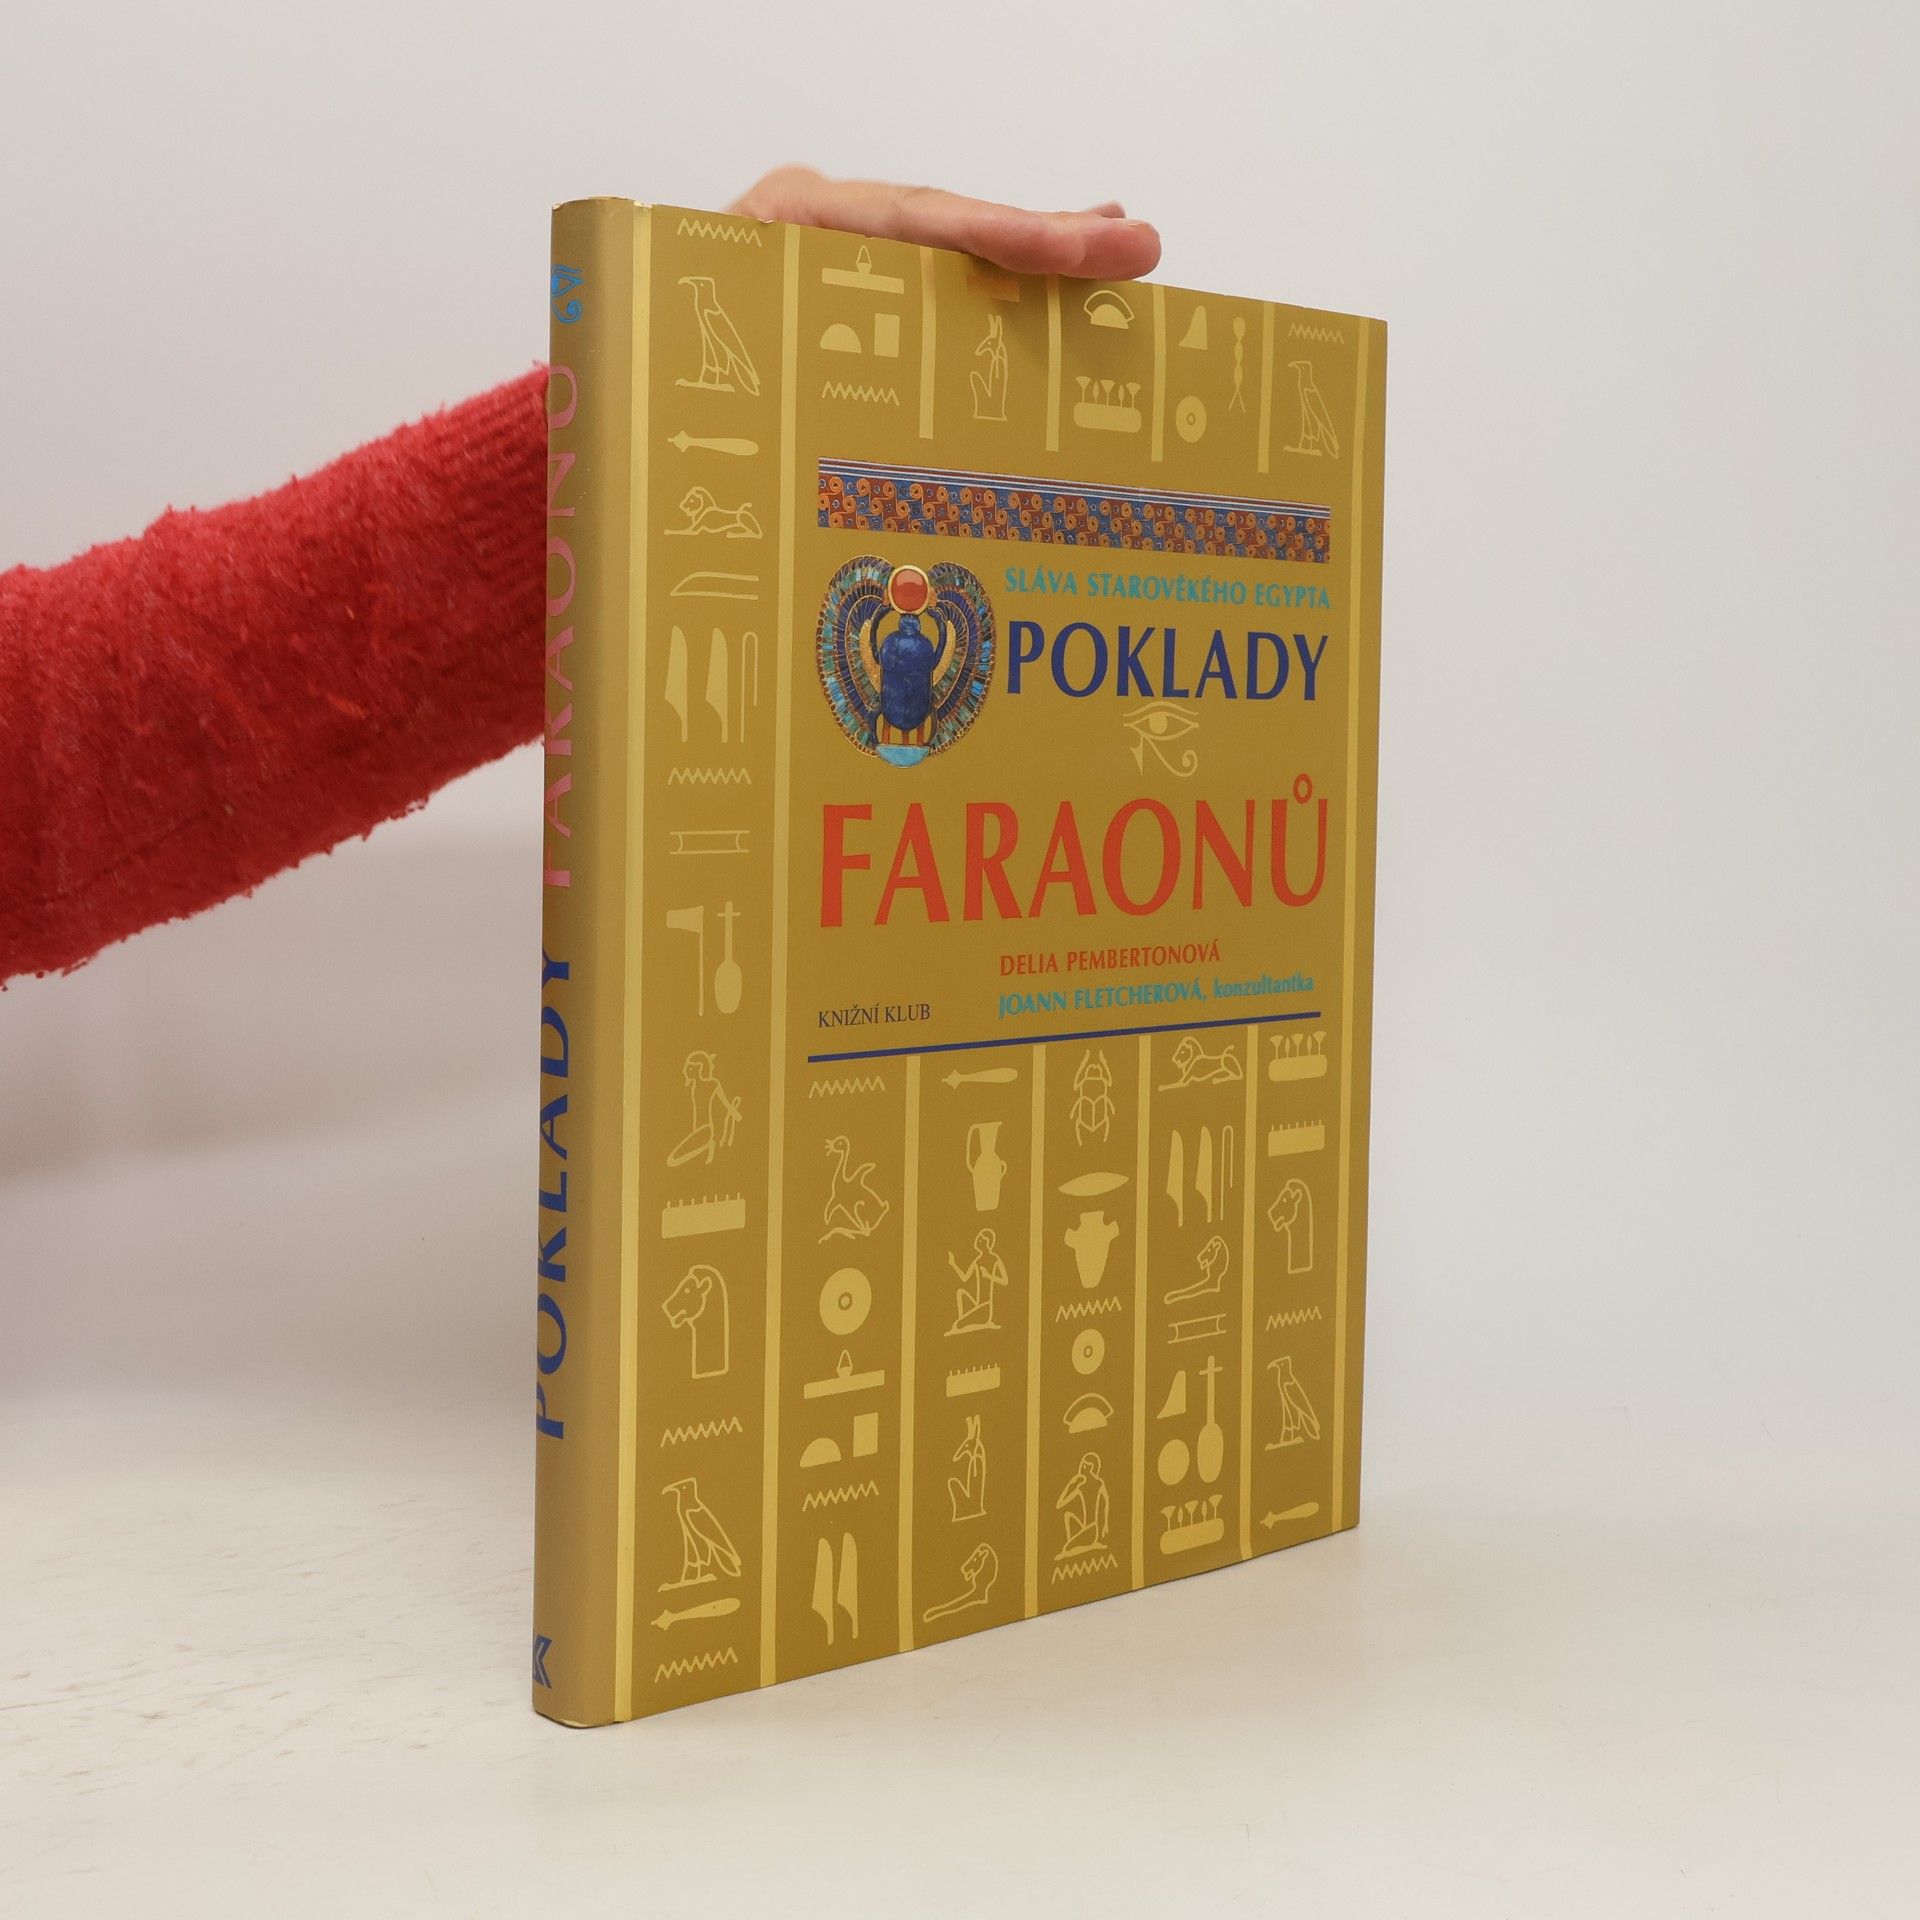 POKLADY FARAONŮ
SLÁVA STAROVĚKÉHO EGYPTA
POKLADY
FARAONŮ
DELIA PEMBERTONOVÁ
JOANN FLETCHEROVÁ, konzultantka
KNIŽNÍ KLUB